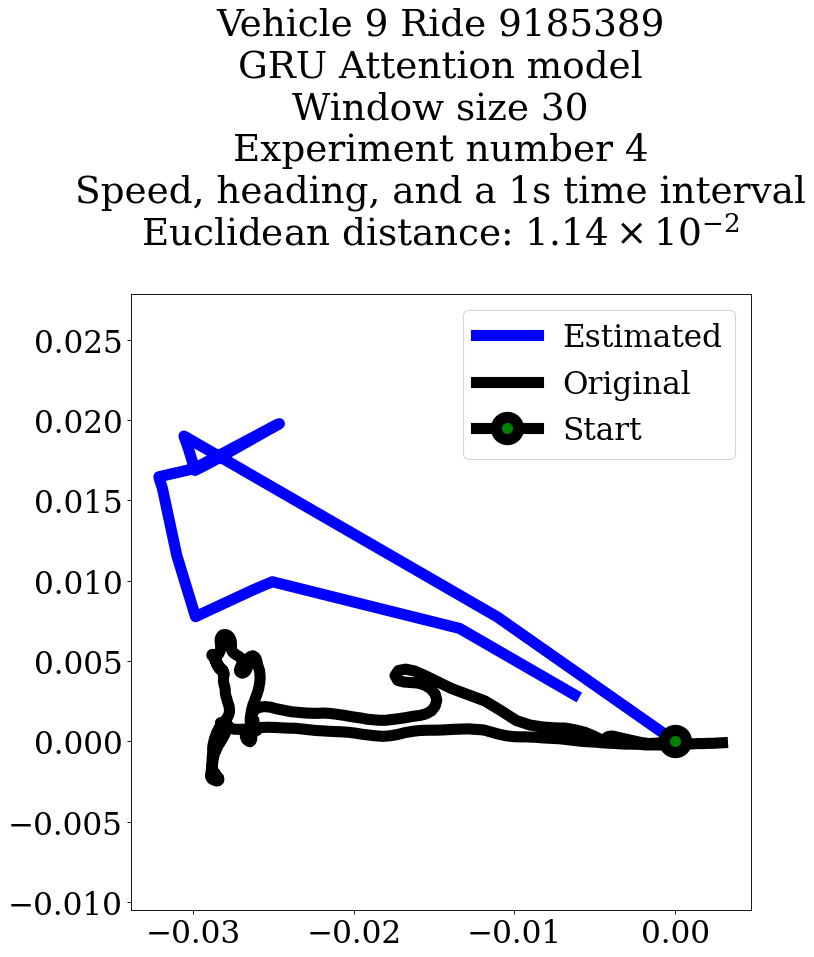 Vehicle 9 Ride 9185389
GRU Attention model
Window size 30
Experiment number 4
Speed, heading, and a 1s time interval
Euclidean distance: 1.14 × 10⁻²
Estimated
Original
Start
0.025
0.020
0.015
0.010
0.005
0.000
−0.005
−0.010
−0.03 −0.02 −0.01 0.00